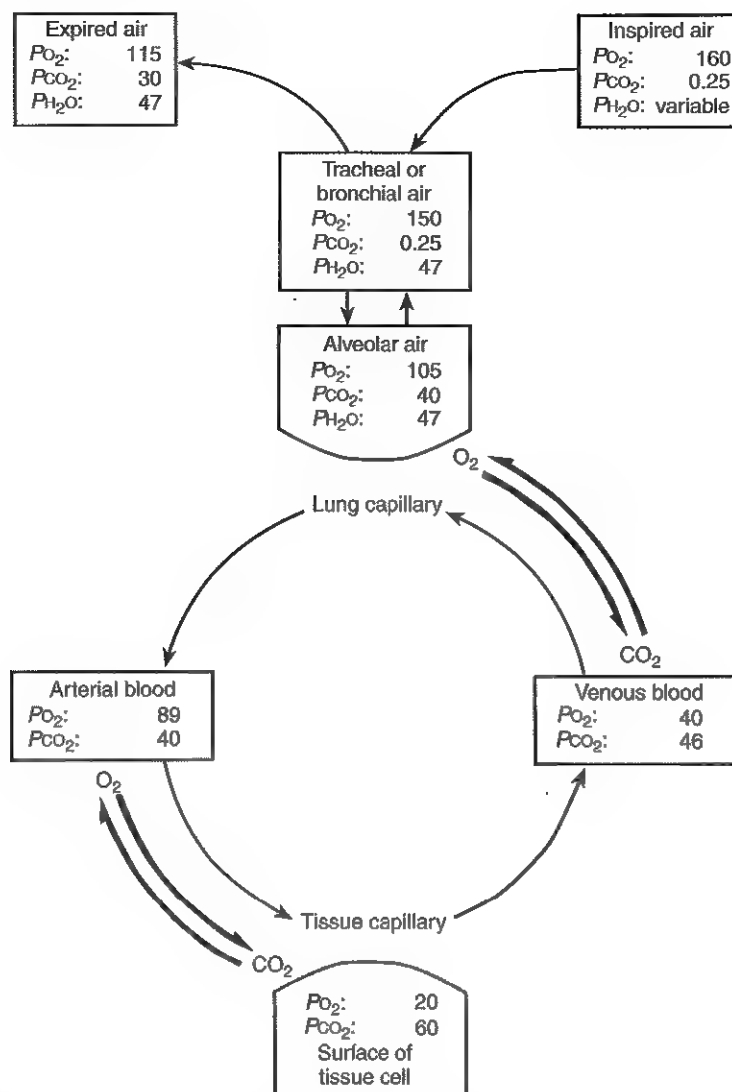 Expired air
PO₂: 115
PCO₂: 30
PH₂O: 47
Inspired air
PO₂: 160
PCO₂: 0.25
PH₂O: variable
Tracheal or
bronchial air
PO₂: 150
PCO₂: 0.25
PH₂O: 47
Alveolar air
PO₂: 105
PCO₂: 40
PH₂O: 47
O₂
Lung capillary
CO₂
Arterial blood
PO₂: 89
PCO₂: 40
Venous blood
PO₂: 40
PCO₂: 46
O₂
Tissue capillary
CO₂
PO₂: 20
PCO₂: 60
Surface of
tissue cell